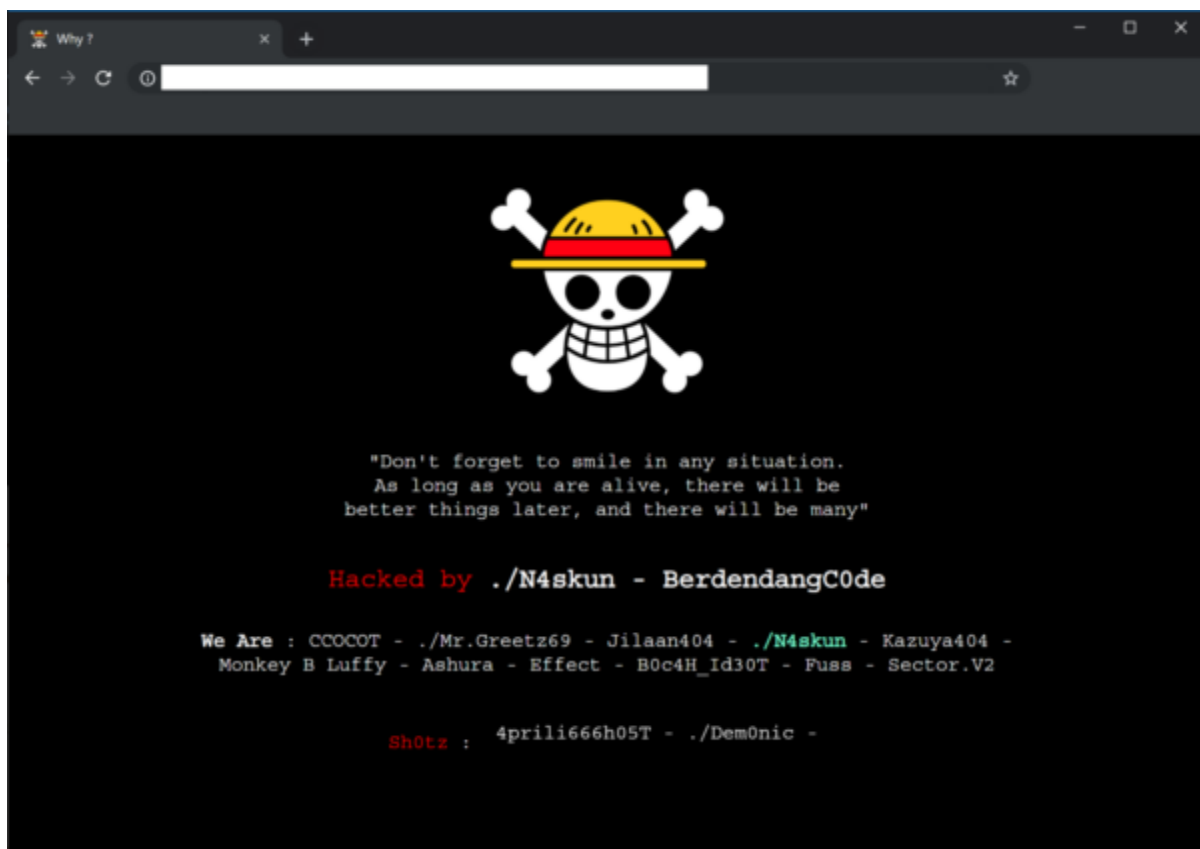 Why ?
"Don't forget to smile in any situation.
As long as you are alive, there will be
better things later, and there will be many"
Hacked by ./N4skun - BerdendangC0de
We Are : CCOCOT - ./Mr.Greetz69 - Jilaan404 - ./N4skun - Kazuya404 -
Monkey B Luffy - Ashura - Effect - B0c4H_Id30T - Fuss - Sector.V2
Sh0tz : 4prili666h05T - ./Dem0nic -